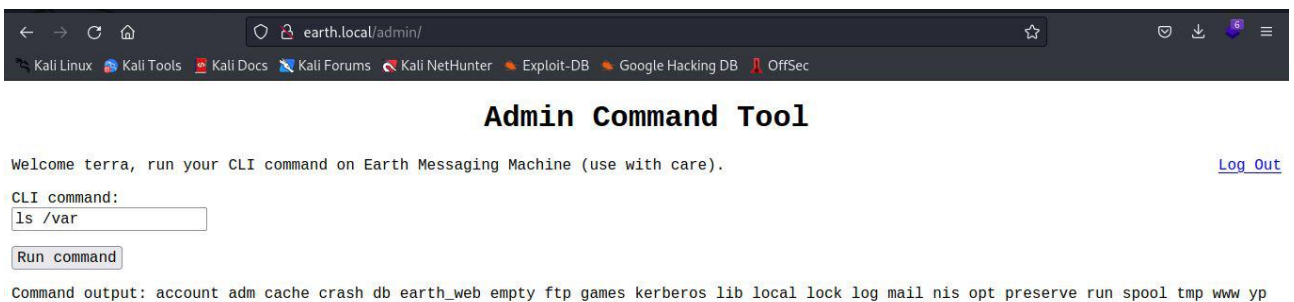 earth.local/admin/
6
Kali Linux Kali Tools Kali Docs Kali Forums Kali NetHunter Exploit-DB Google Hacking DB OffSec
Admin Command Tool
Welcome terra, run your CLI command on Earth Messaging Machine (use with care). Log Out
CLI command:
ls /var
Run command
Command output: account adm cache crash db earth_web empty ftp games kerberos lib local lock log mail nis opt preserve run spool tmp www yp